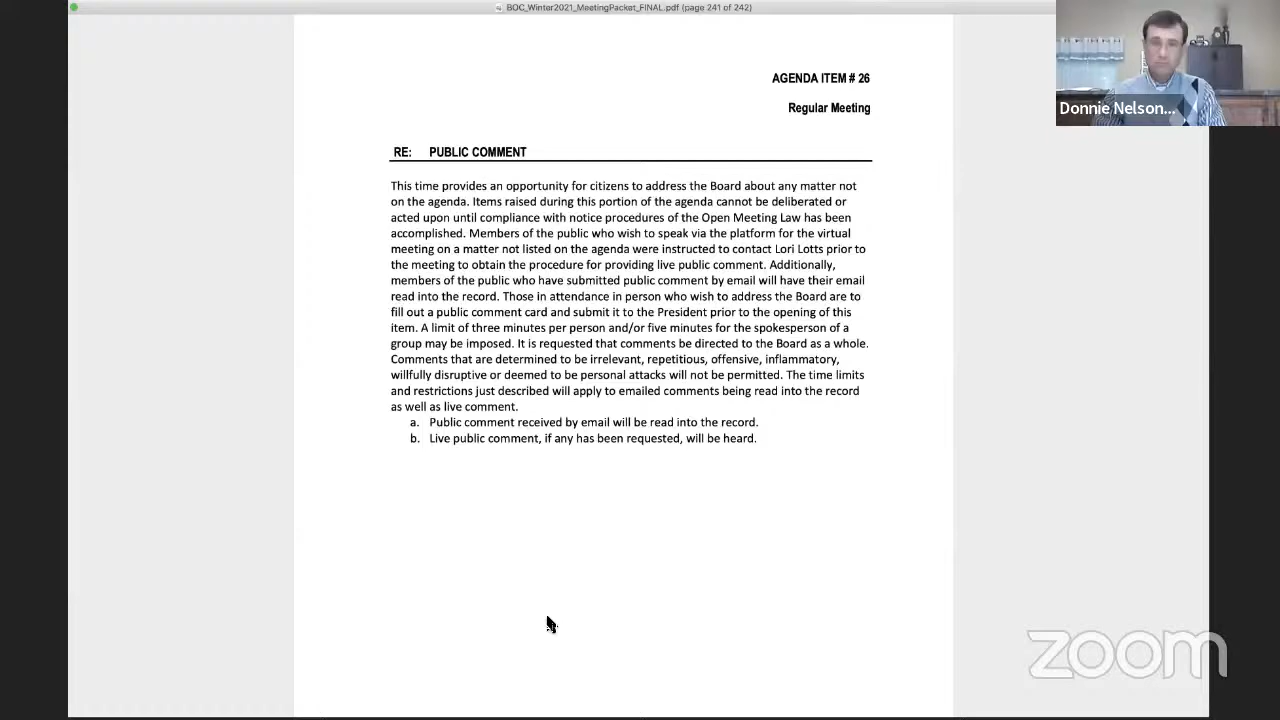 BOC_Winter2021_MeetingPacket_FINAL.pdf (page 241 of 242)
AGENDA ITEM # 26
Regular Meeting
Donnie Nelson...
RE: PUBLIC COMMENT
This time provides an opportunity for citizens to address the Board about any matter not
on the agenda. Items raised during this portion of the agenda cannot be deliberated or
acted upon until compliance with notice procedures of the Open Meeting Law has been
accomplished. Members of the public who wish to speak via the platform for the virtual
meeting on a matter not listed on the agenda were instructed to contact Lori Lotts prior to
the meeting to obtain the procedure for providing live public comment. Additionally,
members of the public who have submitted public comment by email will have their email
read into the record. Those in attendance in person who wish to address the Board are to
fill out a public comment card and submit it to the President prior to the opening of this
item. A limit of three minutes per person and/or five minutes for the spokesperson of a
group may be imposed. It is requested that comments be directed to the Board as a whole.
Comments that are determined to be irrelevant, repetitious, offensive, inflammatory,
willfully disruptive or deemed to be personal attacks will not be permitted. The time limits
and restrictions just described will apply to emailed comments being read into the record
as well as live comment.
a. Public comment received by email will be read into the record.
b. Live public comment, if any has been requested, will be heard.
zoom